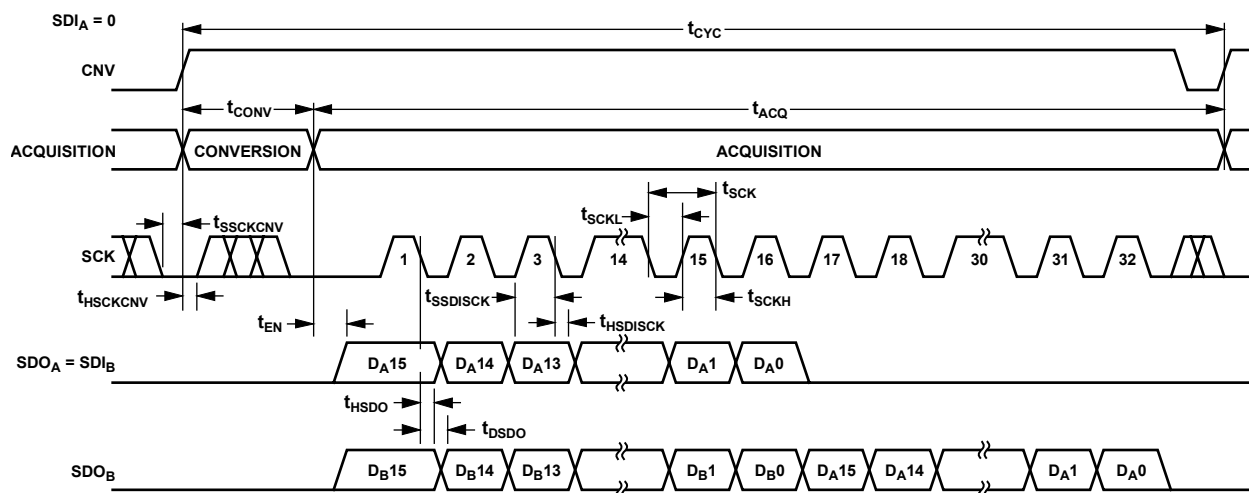 SDIA = 0
tCYC
CNV
tCONV
tACQ
ACQUISITION CONVERSION ACQUISITION
tSCK
tSCKL
tSSCKCNV
SCK 1 2 3 14 15 16 17 18 30 31 32
tHSCKCNV tSSDISCK tSCKH
tEN tHSDISCK
SDOA = SDIB DA15 DA14 DA13 DA1 DA0
tHSDO
tDSDO
SDOB DB15 DB14 DB13 DB1 DB0 DA15 DA14 DA1 DA0